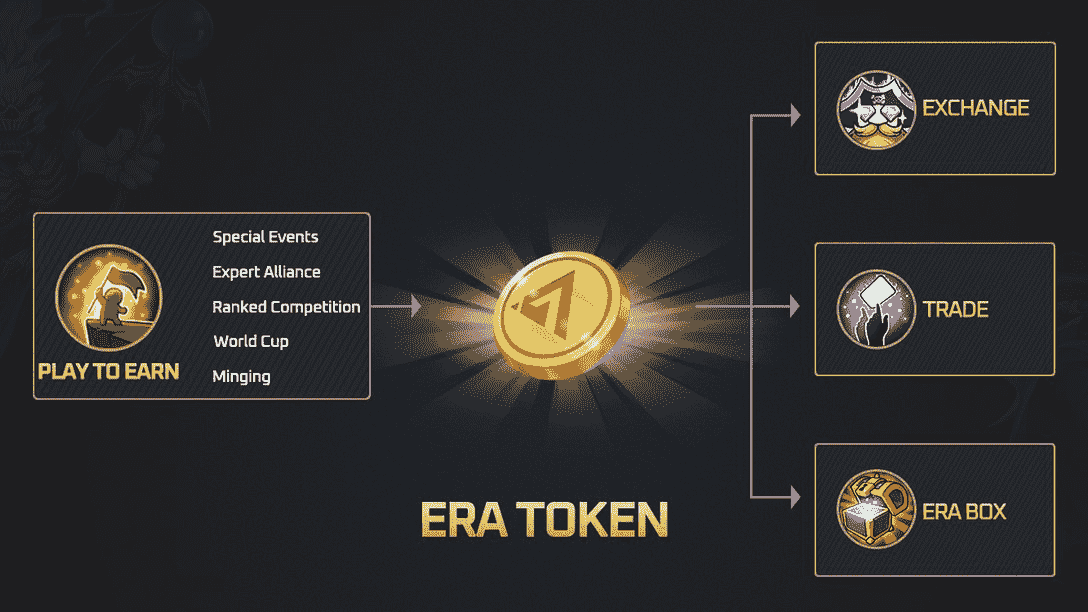 Special Events
Expert Alliance
Ranked Competition
World Cup
Minging
PLAY TO EARN
ERA TOKEN
EXCHANGE
TRADE
ERA BOX